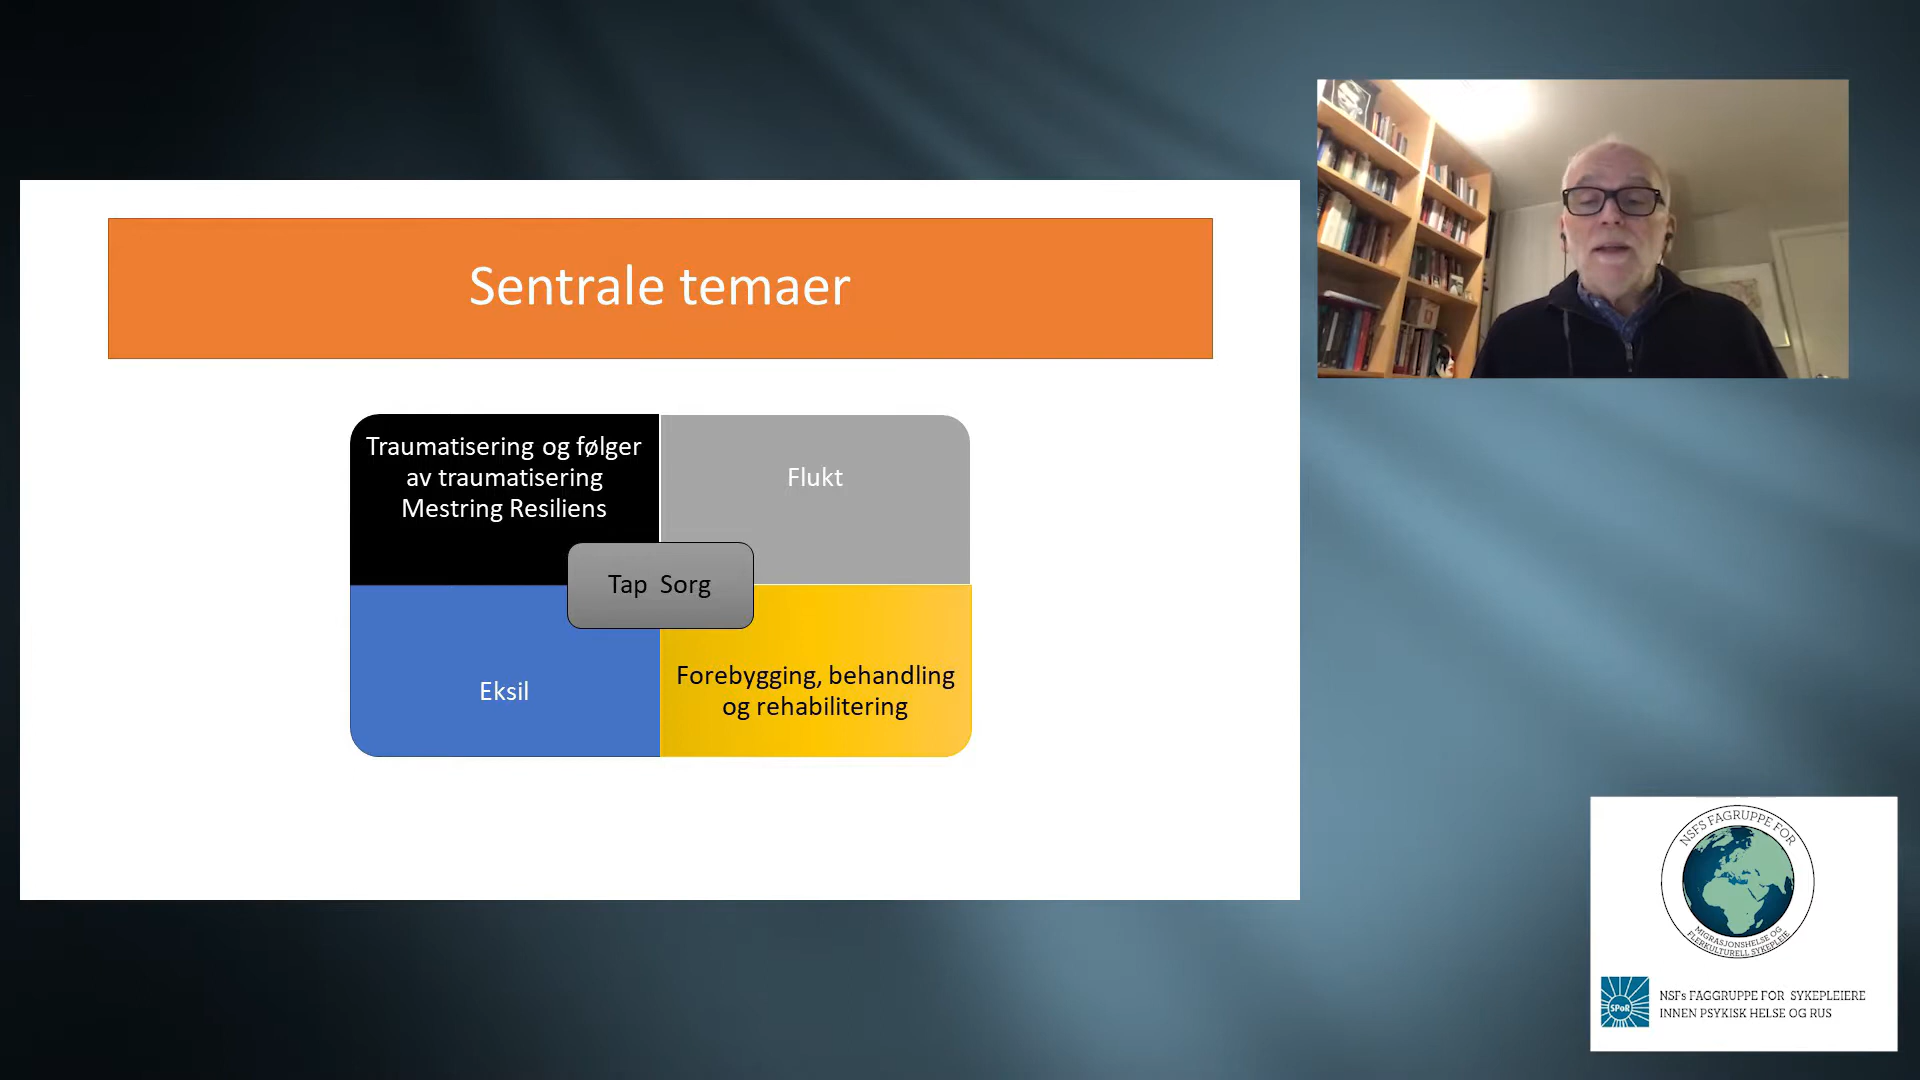 Sentrale temaer
Traumatisering og følger
av traumatisering
Mestring Resiliens
Flukt
Tap  Sorg
Eksil
Forebygging, behandling
og rehabilitering
NSFS FAGRUPPE FOR
MIGRASJONSHELSE OG
FLERKULTURELL SYKEPLEIE
SPoR
NSFs FAGGRUPPE FOR SYKEPLEIERE
INNEN PSYKISK HELSE OG RUS